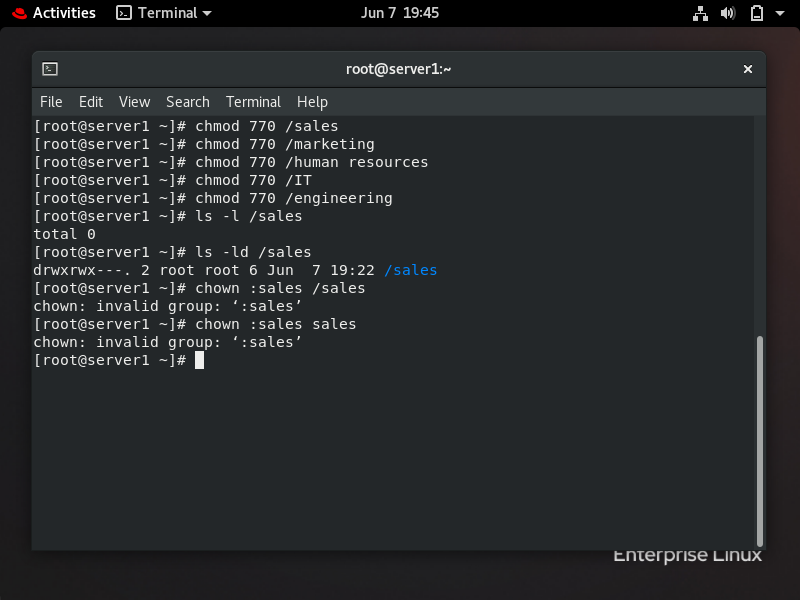 Activities Terminal Jun 7 19:45
root@server1:~
File Edit View Search Terminal Help
[root@server1 ~]# chmod 770 /sales
[root@server1 ~]# chmod 770 /marketing
[root@server1 ~]# chmod 770 /human resources
[root@server1 ~]# chmod 770 /IT
[root@server1 ~]# chmod 770 /engineering
[root@server1 ~]# ls -l /sales
total 0
[root@server1 ~]# ls -ld /sales
drwxrwx---. 2 root root 6 Jun  7 19:22 /sales
[root@server1 ~]# chown :sales /sales
chown: invalid group: ‘:sales’
[root@server1 ~]# chown :sales sales
chown: invalid group: ‘:sales’
[root@server1 ~]#
Enterprise Linux